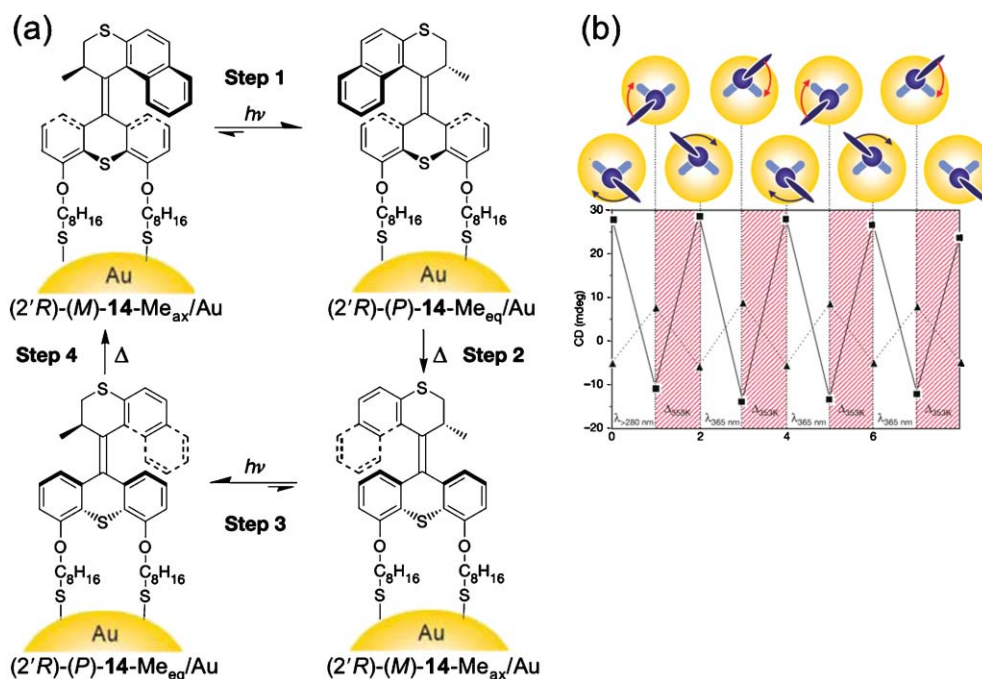 (a)
S
Step 1
hν
S
O
O
C8H16
C8H16
S
S
Au
(2′R)-(M)-14-Meax/Au
S
S
O
O
C8H16
C8H16
S
S
Au
(2′R)-(P)-14-Meeq/Au
Step 4
Δ
Δ
Step 2
S
hν
Step 3
S
O
O
C8H16
C8H16
S
S
Au
(2′R)-(P)-14-Meeq/Au
S
S
O
O
C8H16
C8H16
S
S
Au
(2′R)-(M)-14-Meax/Au
(b)
30
20
10
0
−10
−20
CD (mdeg)
λ>280 nm
Δ353K
λ365 nm
Δ353K
λ365 nm
Δ353K
λ365 nm
Δ353K
0
2
4
6